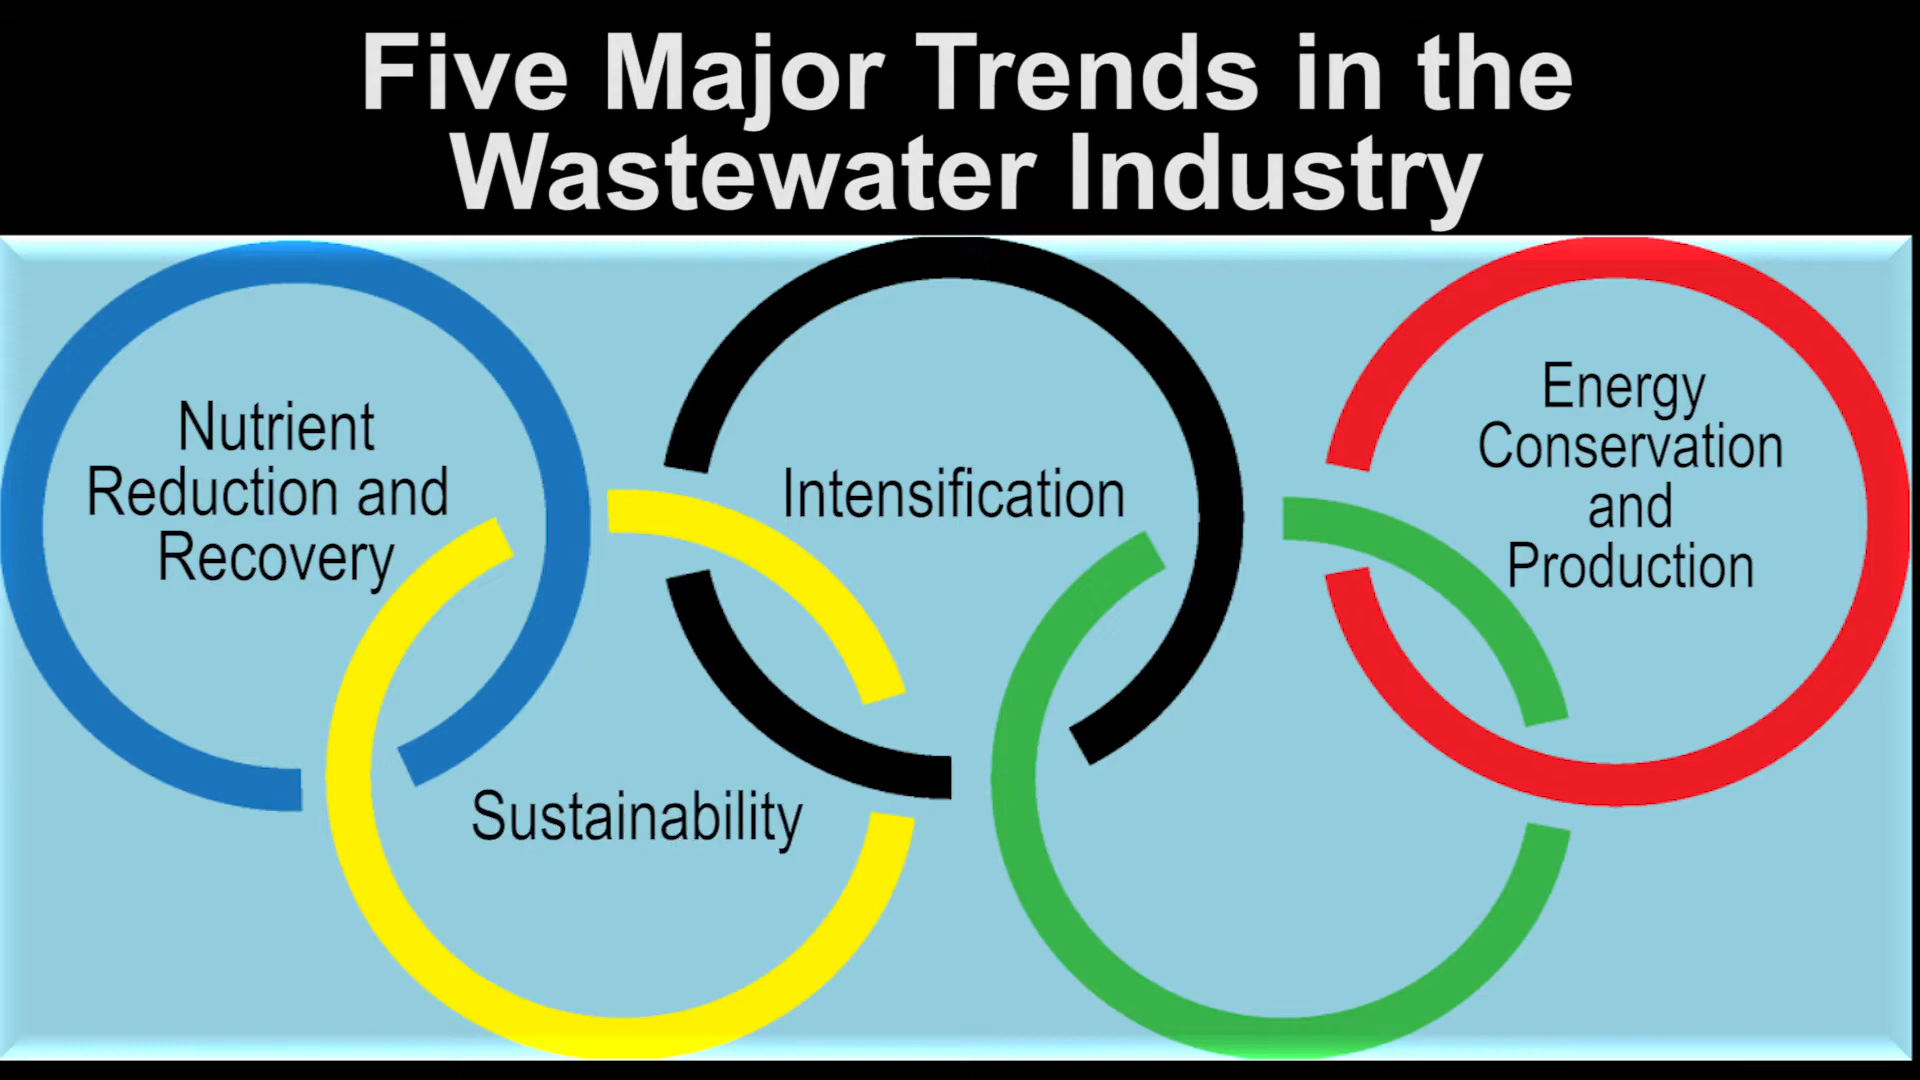 Five Major Trends in the
Wastewater Industry
Nutrient
Reduction and
Recovery
Intensification
Energy
Conservation
and
Production
Sustainability